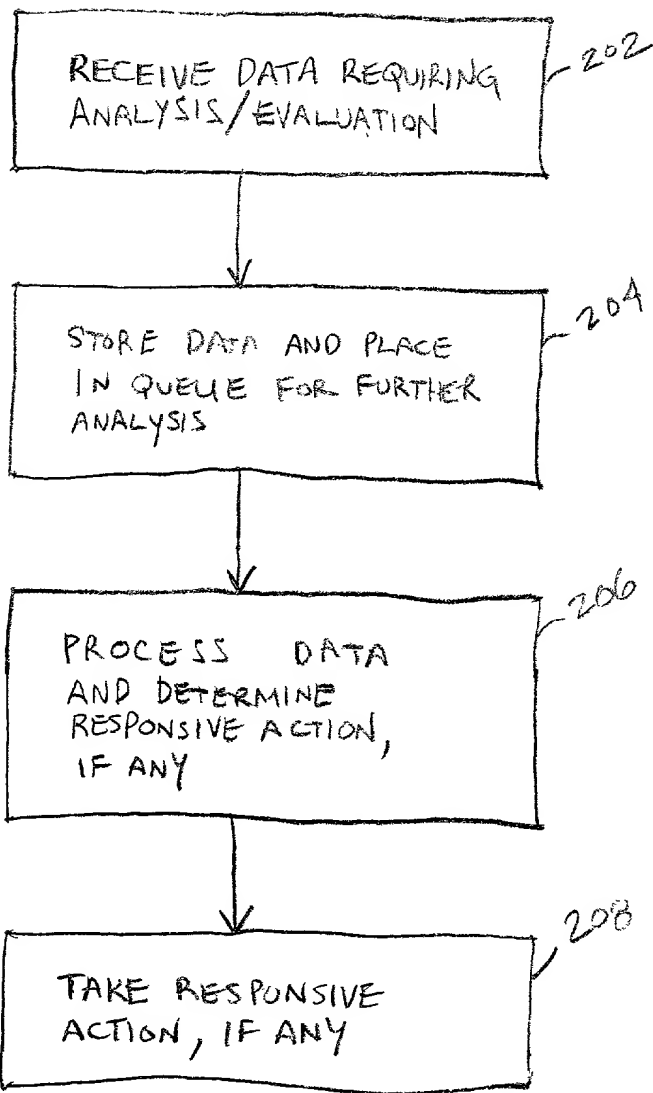 RECEIVE DATA REQUIRING
ANALYSIS/EVALUATION
202
STORE DATA AND PLACE
IN QUEUE FOR FURTHER
ANALYSIS
204
PROCESS DATA
AND DETERMINE
RESPONSIVE ACTION,
IF ANY
206
TAKE RESPONSIVE
ACTION, IF ANY
208